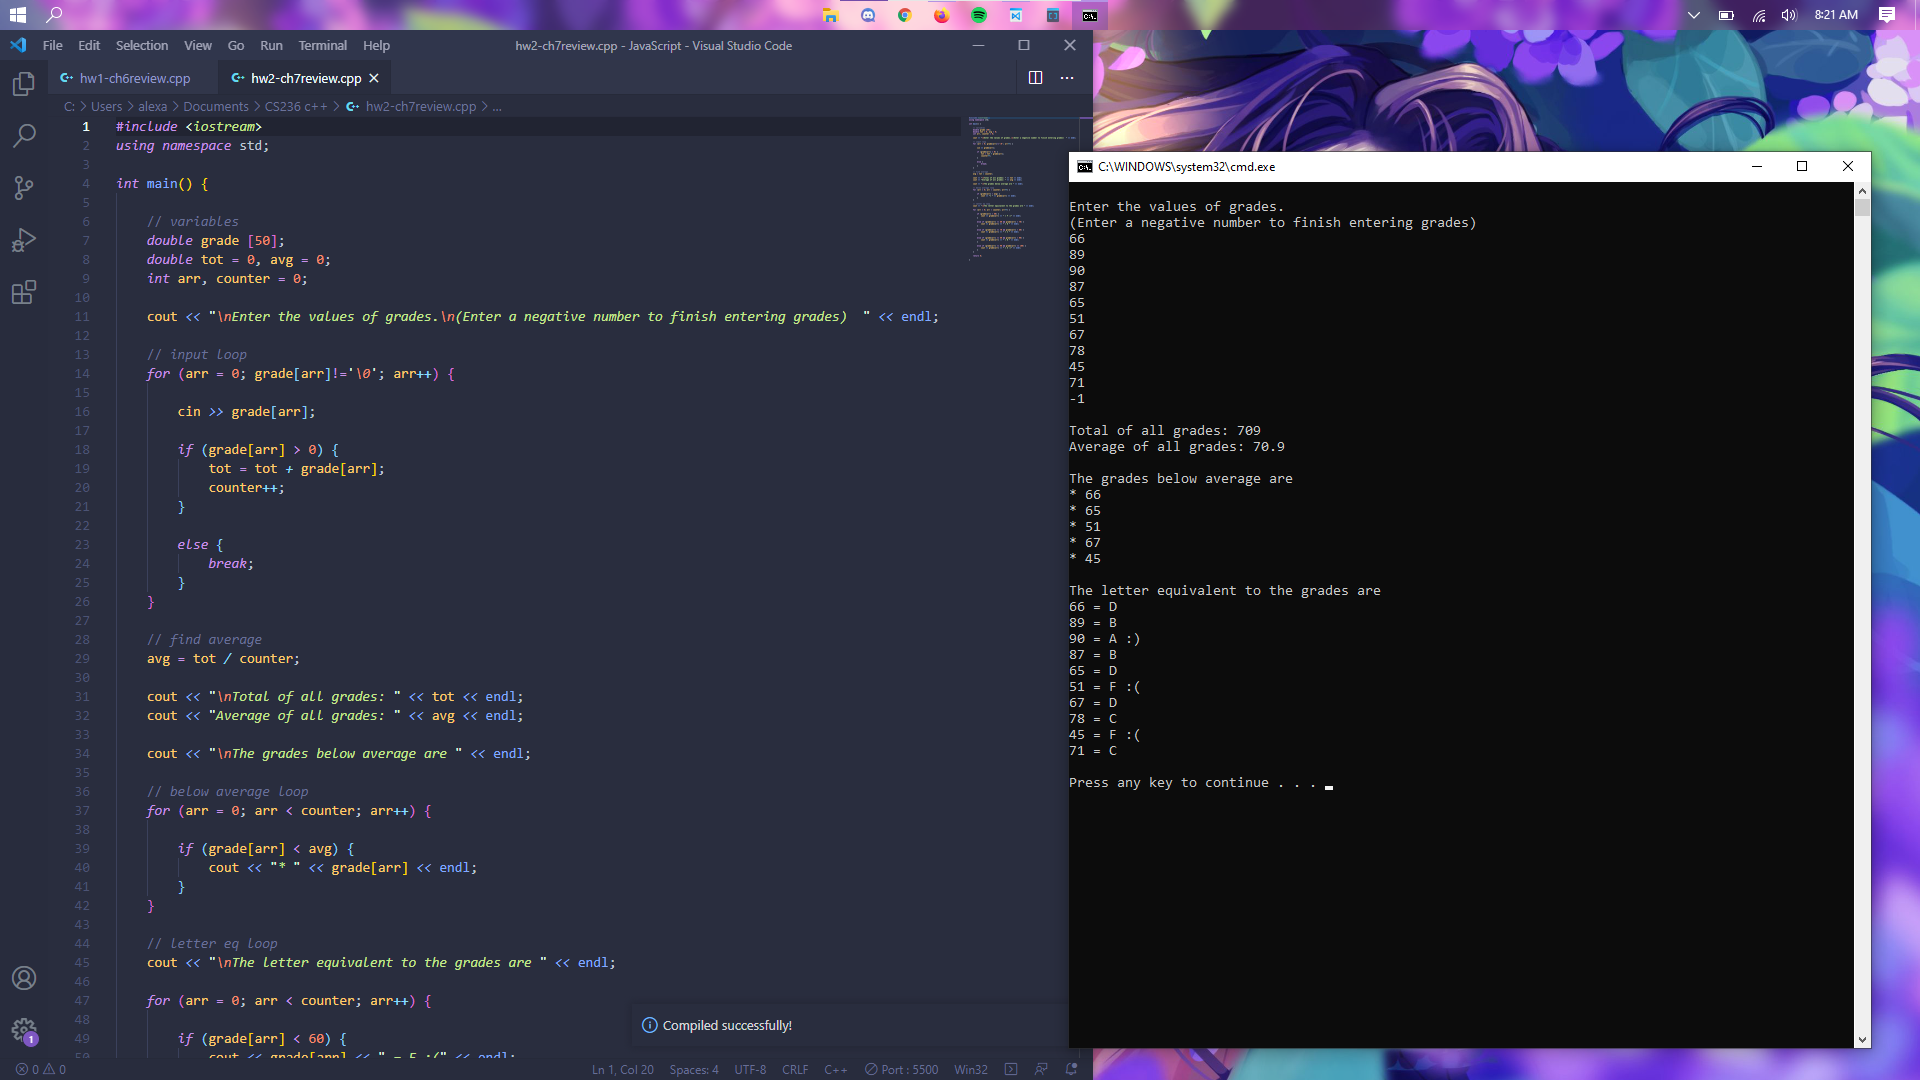 8:21 AM
File Edit Selection View Go Run Terminal Help
hw2-ch7review.cpp - JavaScript - Visual Studio Code
hw1-ch6review.cpp
hw2-ch7review.cpp
C: > Users > alexa > Documents > CS236 c++ > hw2-ch7review.cpp > ...
1 #include <iostream>
2 using namespace std;
3
4 int main() {
5
6 // variables
7 double grade [50];
8 double tot = 0, avg = 0;
9 int arr, counter = 0;
10
11 cout << "\nEnter the values of grades.\n(Enter a negative number to finish entering grades)  " << endl;
12
13 // input loop
14 for (arr = 0; grade[arr]!='\0'; arr++) {
15
16 cin >> grade[arr];
17
18 if (grade[arr] > 0) {
19 tot = tot + grade[arr];
20 counter++;
21 }
22
23 else {
24 break;
25 }
26 }
27
28 // find average
29 avg = tot / counter;
30
31 cout << "\nTotal of all grades: " << tot << endl;
32 cout << "Average of all grades: " << avg << endl;
33
34 cout << "\nThe grades below average are " << endl;
35
36 // below average loop
37 for (arr = 0; arr < counter; arr++) {
38
39 if (grade[arr] < avg) {
40 cout << "* " << grade[arr] << endl;
41 }
42 }
43
44 // letter eq loop
45 cout << "\nThe letter equivalent to the grades are " << endl;
46
47 for (arr = 0; arr < counter; arr++) {
48
49 if (grade[arr] < 60) {
50 cout << grade[arr] << " = F :(" << endl;
Compiled successfully!
1
0 0
Ln 1, Col 20 Spaces: 4 UTF-8 CRLF C++ Port : 5500 Win32
C:\WINDOWS\system32\cmd.exe
Enter the values of grades.
(Enter a negative number to finish entering grades)
66
89
90
87
65
51
67
78
45
71
-1
Total of all grades: 709
Average of all grades: 70.9
The grades below average are
* 66
* 65
* 51
* 67
* 45
The letter equivalent to the grades are
66 = D
89 = B
90 = A :)
87 = B
65 = D
51 = F :(
67 = D
78 = C
45 = F :(
71 = C
Press any key to continue . . .